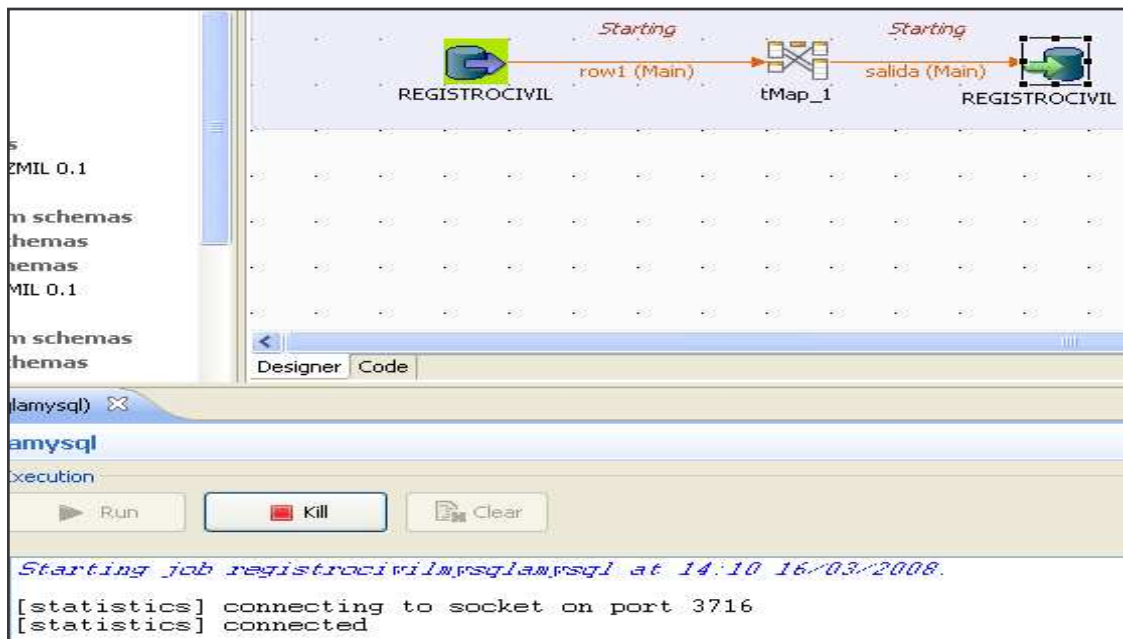 Starting Starting
row1 (Main) salida (Main)
REGISTROCIVIL tMap_1 REGISTROCIVIL
s
ZMIL 0.1
m schemas
hemas
hemas
MIL 0.1
m schemas
hemas
Designer Code
lamysql)
amysql
xecution
Run Kill Clear
Starting job registrocivilmysqlamysql at 14:10 16/03/2008.
[statistics] connecting to socket on port 3716
[statistics] connected